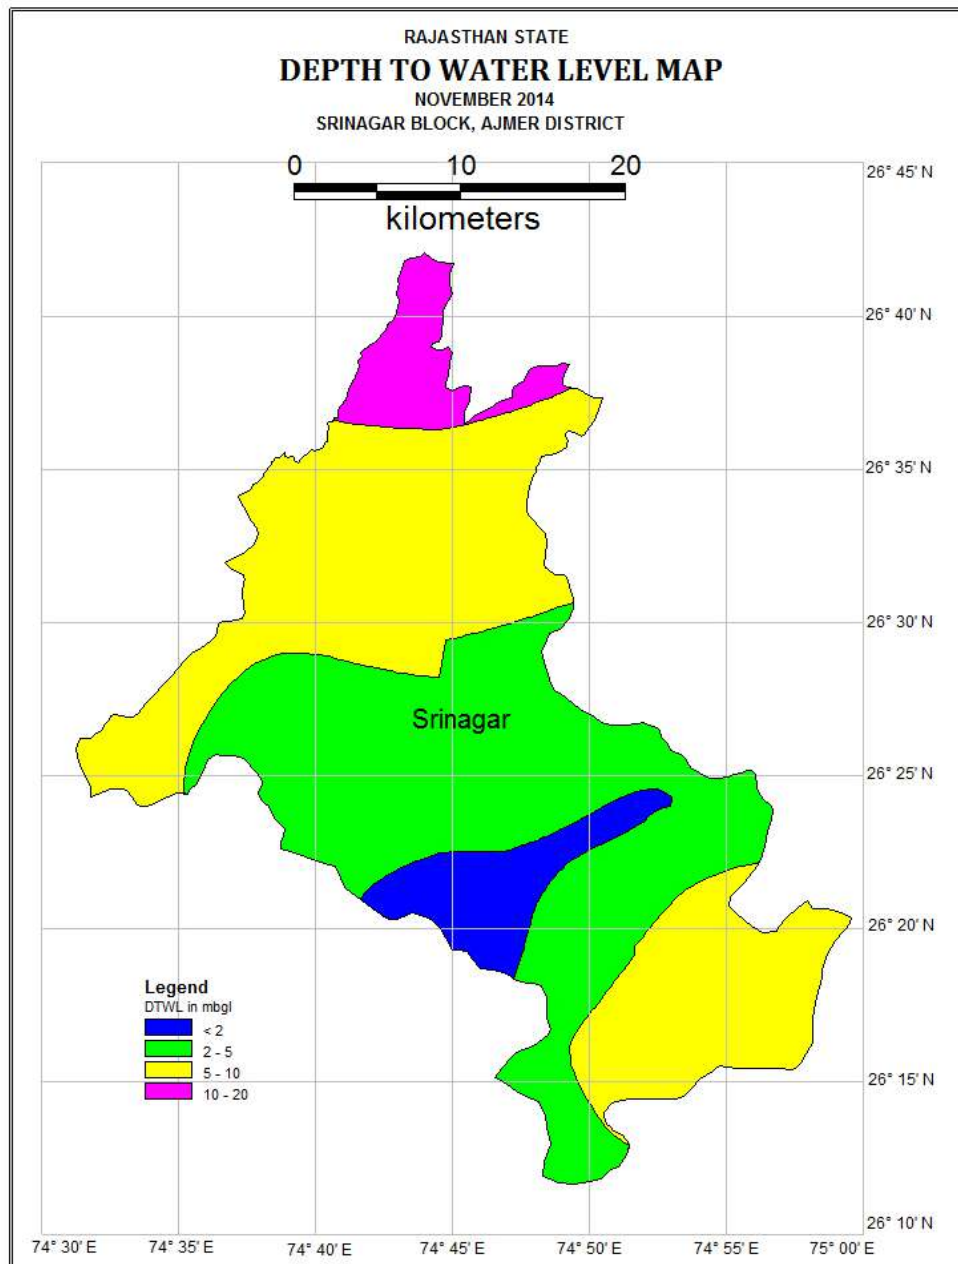 RAJASTHAN STATE
DEPTH TO WATER LEVEL MAP
NOVEMBER 2014
SRINAGAR BLOCK, AJMER DISTRICT
0 10 20
kilometers
26° 45' N
26° 40' N
26° 35' N
26° 30' N
Srinagar
26° 25' N
26° 20' N
Legend
DTWL in mbgl
< 2
2 - 5
5 - 10
10 - 20
26° 15' N
26° 10' N
74° 30' E 74° 35' E 74° 40' E 74° 45' E 74° 50' E 74° 55' E 75° 00' E